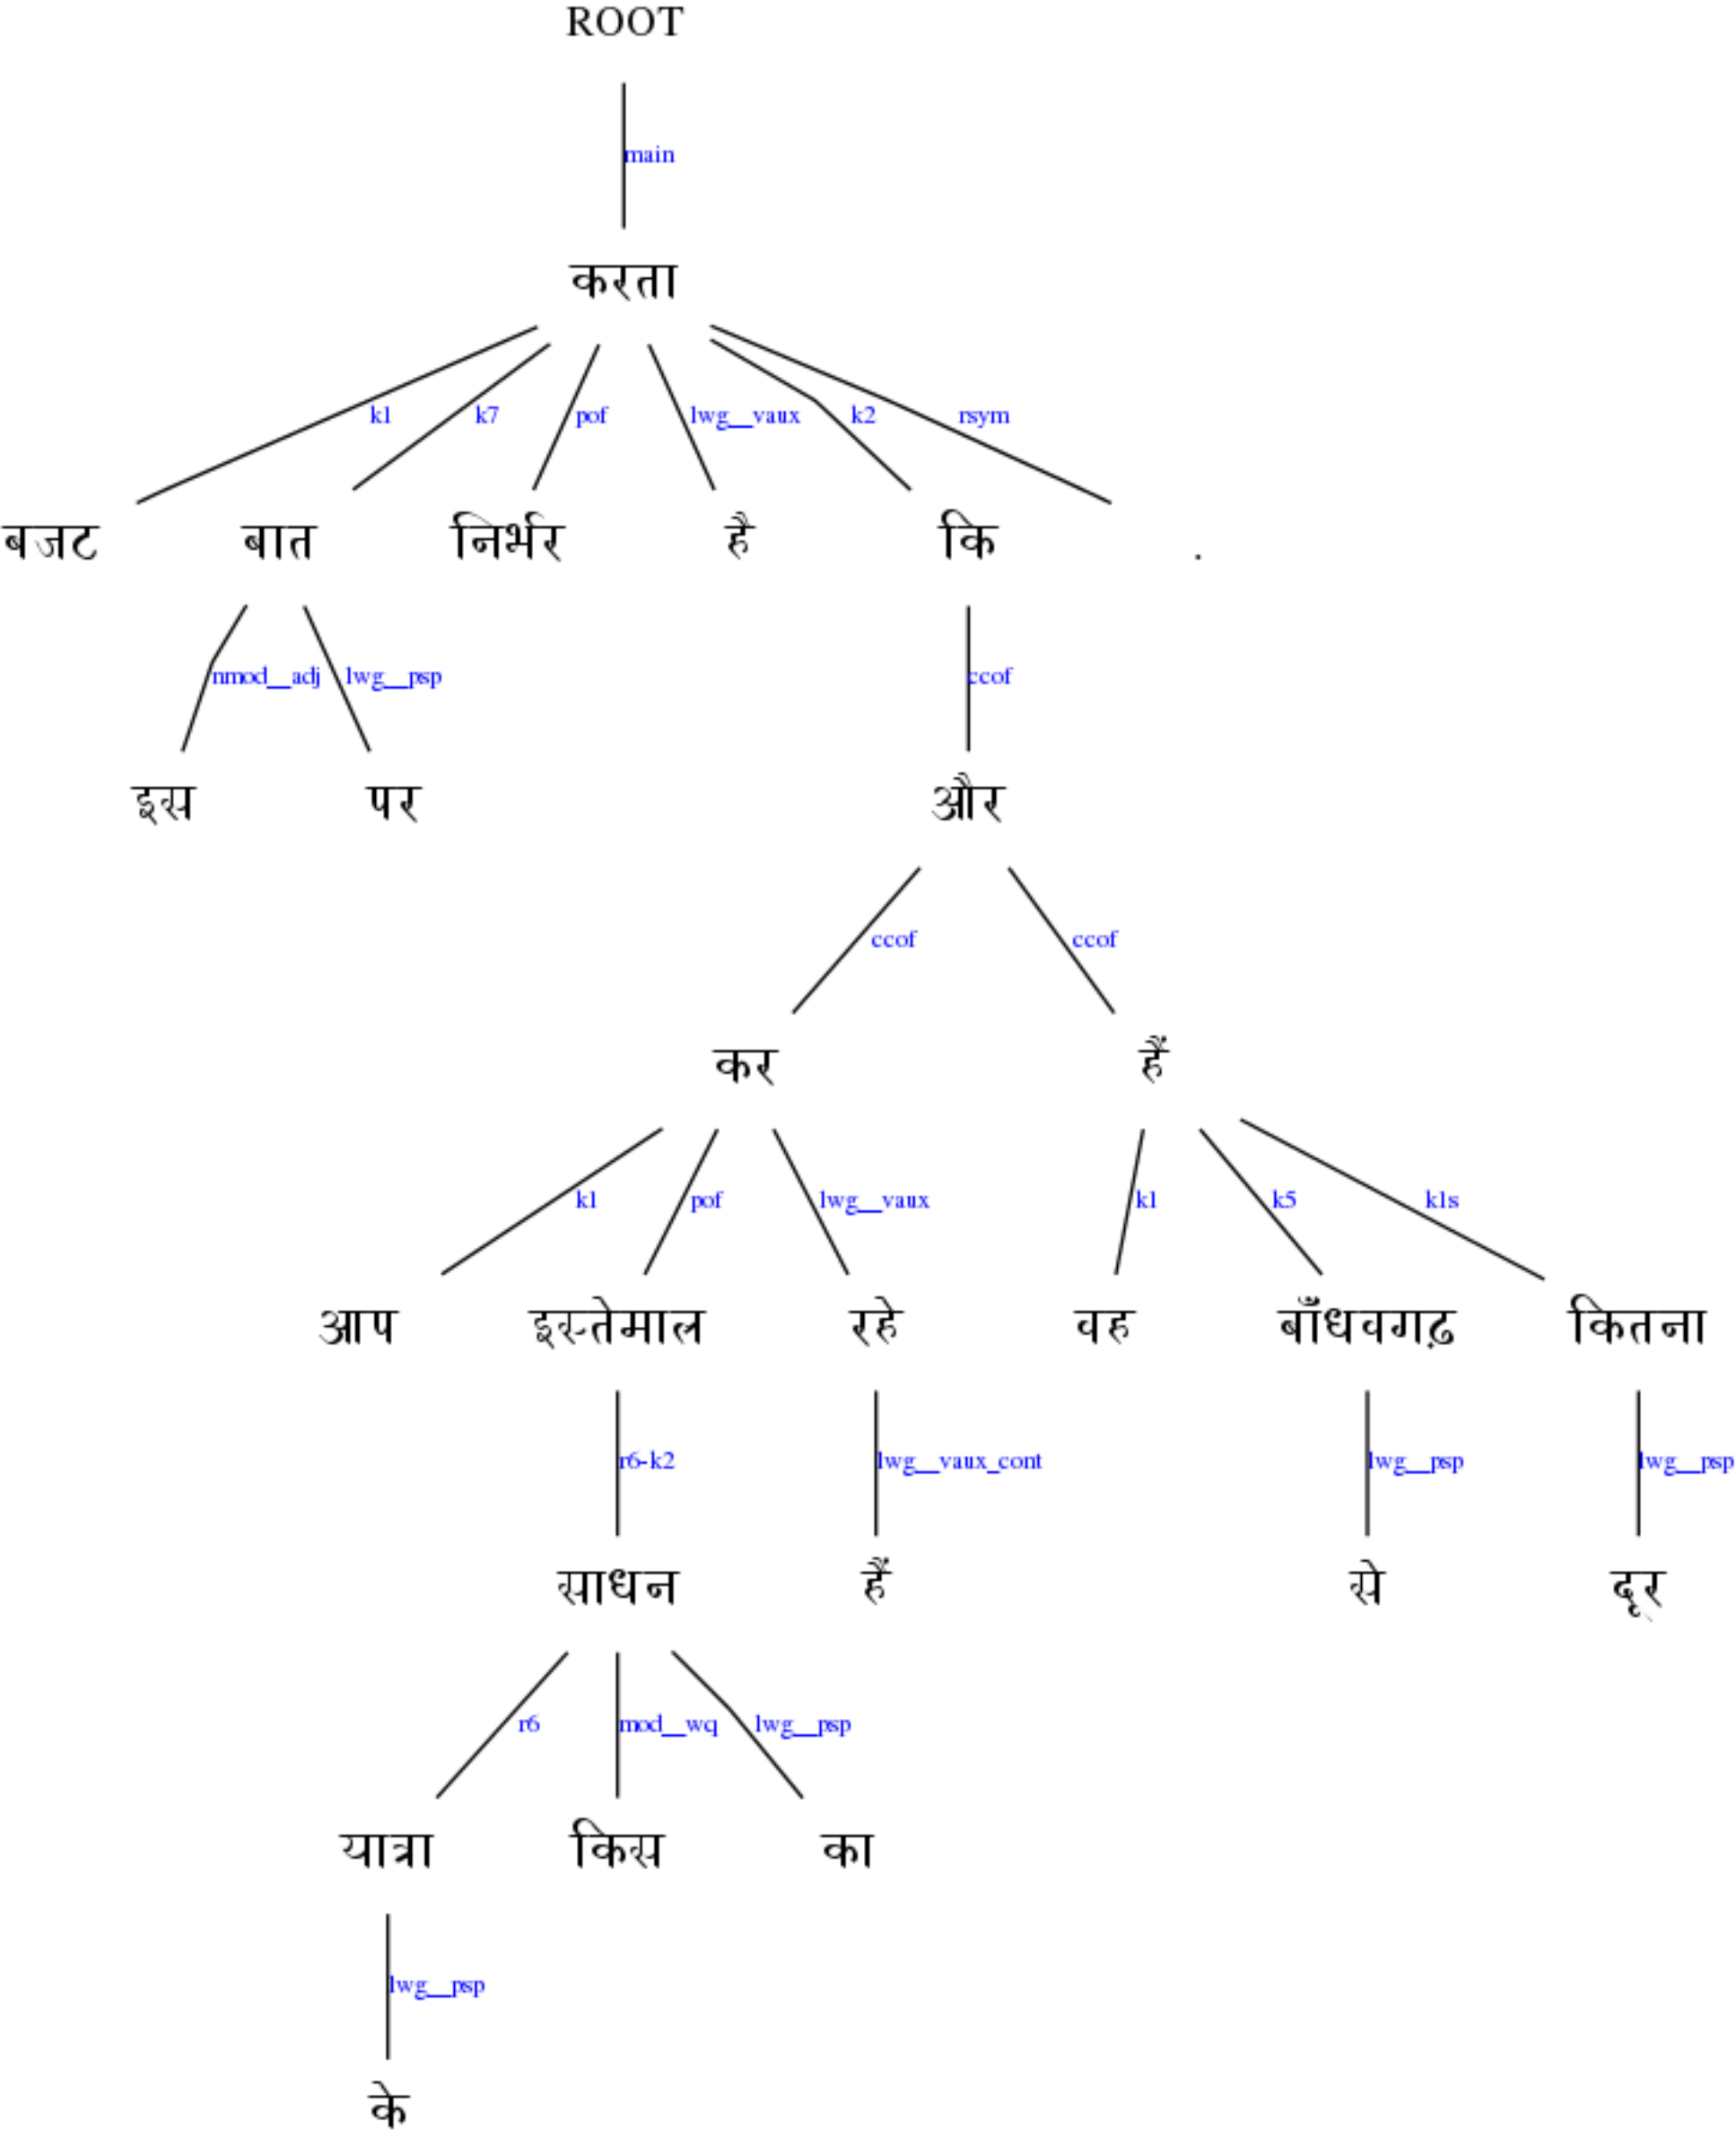 ROOT
main
करता
k1 k7 pof lwg__vaux k2 rsym
बजट बात निर्भर है कि .
nmod__adj lwg__psp ccof
इस पर और
ccof ccof
कर हैं
k1 pof lwg__vaux k1 k5 k1s
आप इस्तेमाल रहे वह बाँधवगढ़ कितना
r6-k2 lwg__vaux_cont lwg__psp lwg__psp
साधन हैं से दूर
r6 mod__wq lwg__psp
यात्रा किस का
lwg__psp
के